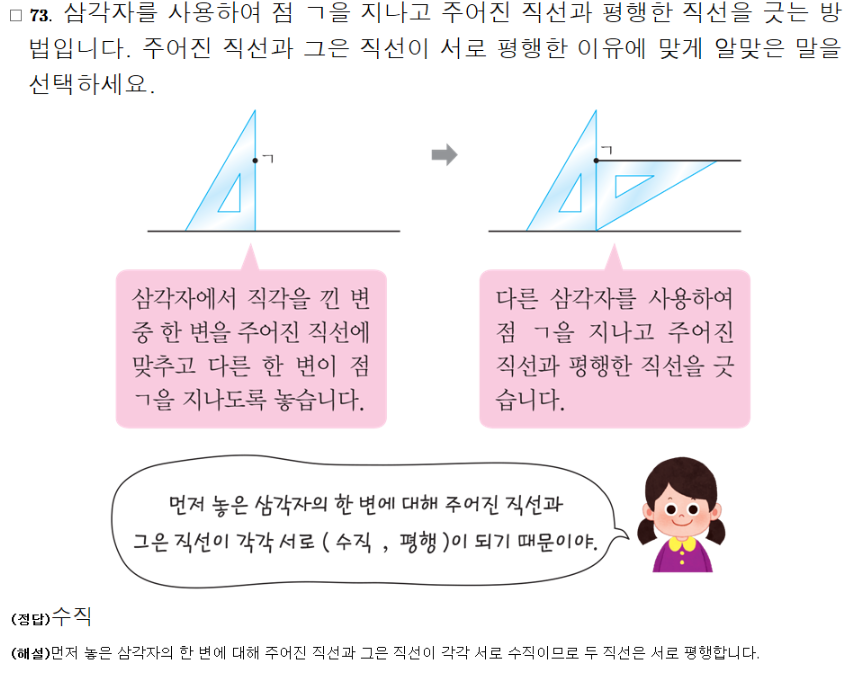 □ 73. 삼각자를 사용하여 점 ㄱ을 지나고 주어진 직선과 평행한 직선을 긋는 방
법입니다. 주어진 직선과 그은 직선이 서로 평행한 이유에 맞게 알맞은 말을
선택하세요.
ㄱ
ㄱ
삼각자에서 직각을 낀 변
중 한 변을 주어진 직선에
맞추고 다른 한 변이 점
ㄱ을 지나도록 놓습니다.
다른 삼각자를 사용하여
점 ㄱ을 지나고 주어진
직선과 평행한 직선을 긋
습니다.
먼저 놓은 삼각자의 한 변에 대해 주어진 직선과
그은 직선이 각각 서로 ( 수직 , 평행 )이 되기 때문이야.
(정답)수직
(해설)먼저 놓은 삼각자의 한 변에 대해 주어진 직선과 그은 직선이 각각 서로 수직이므로 두 직선은 서로 평행합니다.